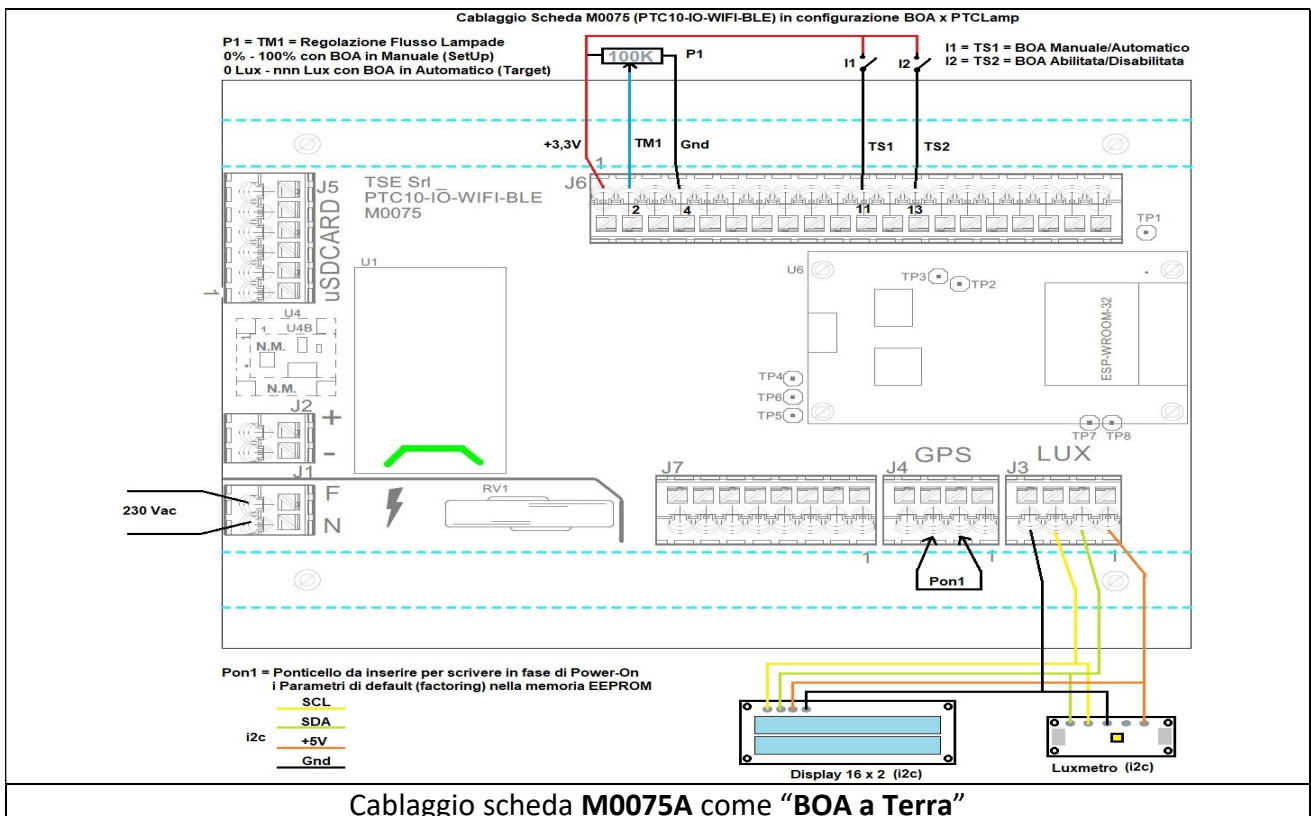 Cablaggio Scheda M0075 (PTC10-IO-WIFI-BLE) in configurazione BOA x PTCLamp
P1 = TM1 = Regolazione Flusso Lampade
0% - 100% con BOA in Manuale (SetUp)
0 Lux - nnn Lux con BOA in Automatico (Target)
100K
P1
I1
I2
I1 = TS1 = BOA Manuale/Automatico
I2 = TS2 = BOA Abilitata/Disabilitata
+3,3V
TM1
Gnd
TS1
TS2
1
J6
2
4
11
13
J5
uSDCARD
1
TSE Srl _
PTC10-IO-WIFI-BLE
M0075
U1
TP1
U6
TP3
TP2
ESP-WROOM-32
U4
1
U4B
N.M.
N.M.
TP4
TP6
TP5
TP7
TP8
J2
+
-
J1
F
N
230 Vac
RV1
J7
1
GPS
J4
1
LUX
J3
1
Pon1
Pon1 = Ponticello da inserire per scrivere in fase di Power-On
i Parametri di default (factoring) nella memoria EEPROM
i2c
SCL
SDA
+5V
Gnd
Display 16 x 2 (i2c)
Luxmetro (i2c)
Cablaggio scheda M0075A come “BOA a Terra”